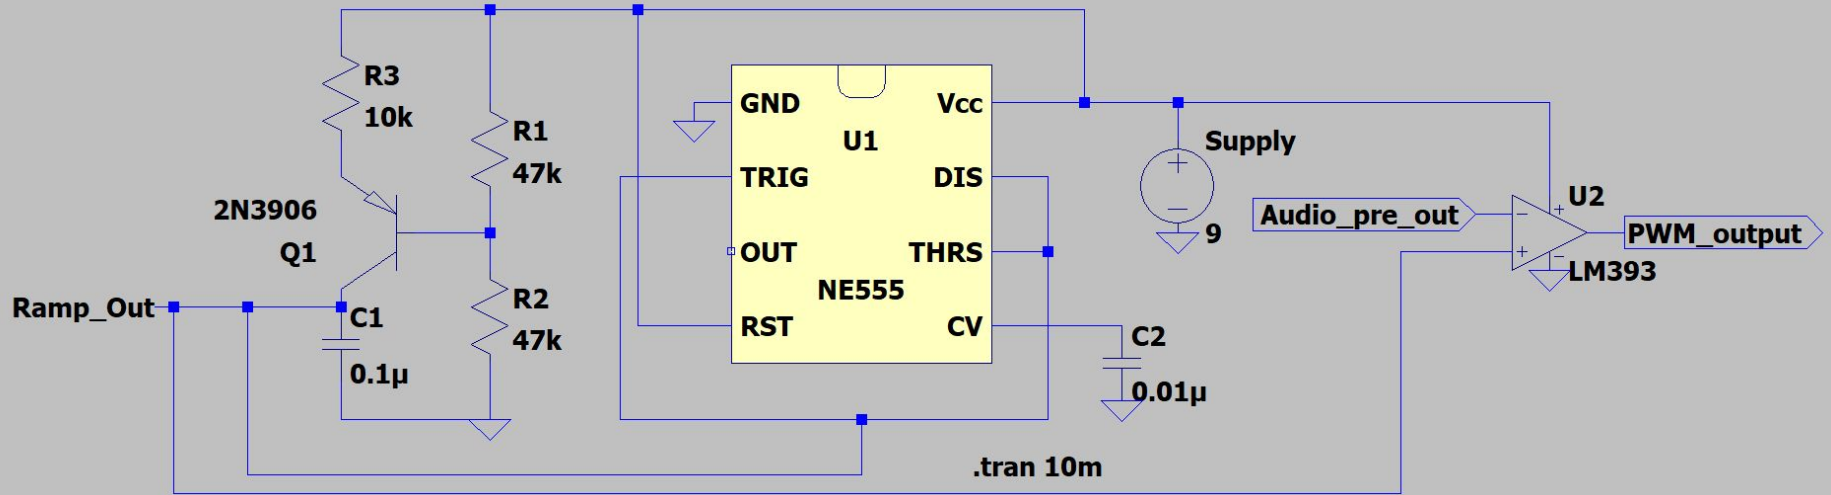 R3
10k
R1
47k
2N3906
Q1
R2
47k
Ramp_Out
C1
0.1µ
GND
Vcc
U1
TRIG
DIS
OUT
THRS
NE555
RST
CV
C2
0.01µ
Supply
9
Audio_pre_out
U2
PWM_output
LM393
.tran 10m